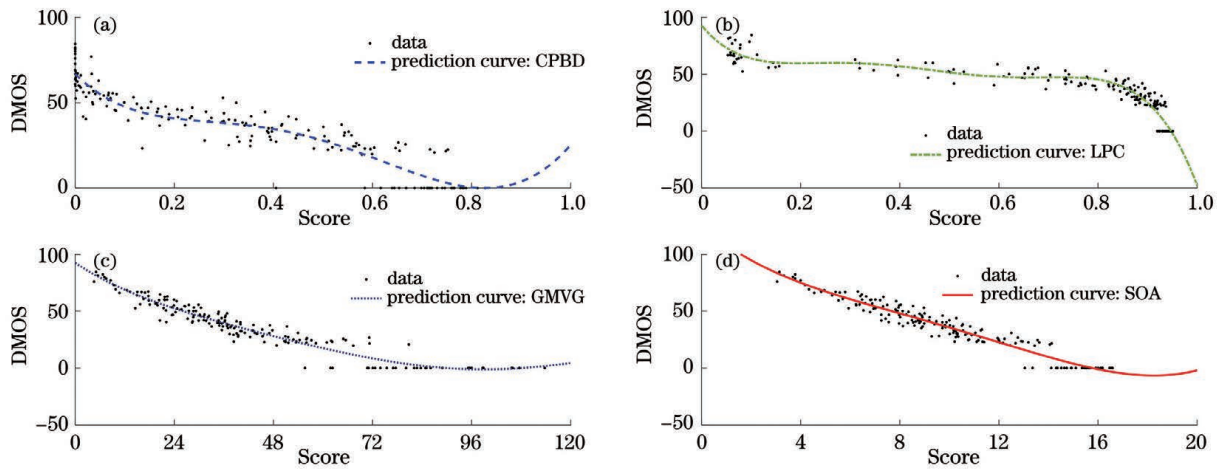 (a)
100
50
0
DMOS
data
prediction curve: CPBD
0
0.2
0.4
0.6
0.8
1.0
Score
(b)
100
50
0
−50
DMOS
data
prediction curve: LPC
0
0.2
0.4
0.6
0.8
1.0
Score
(c)
100
50
0
−50
DMOS
data
prediction curve: GMVG
0
24
48
72
96
120
Score
(d)
100
50
0
−50
DMOS
data
prediction curve: SOA
0
4
8
12
16
20
Score